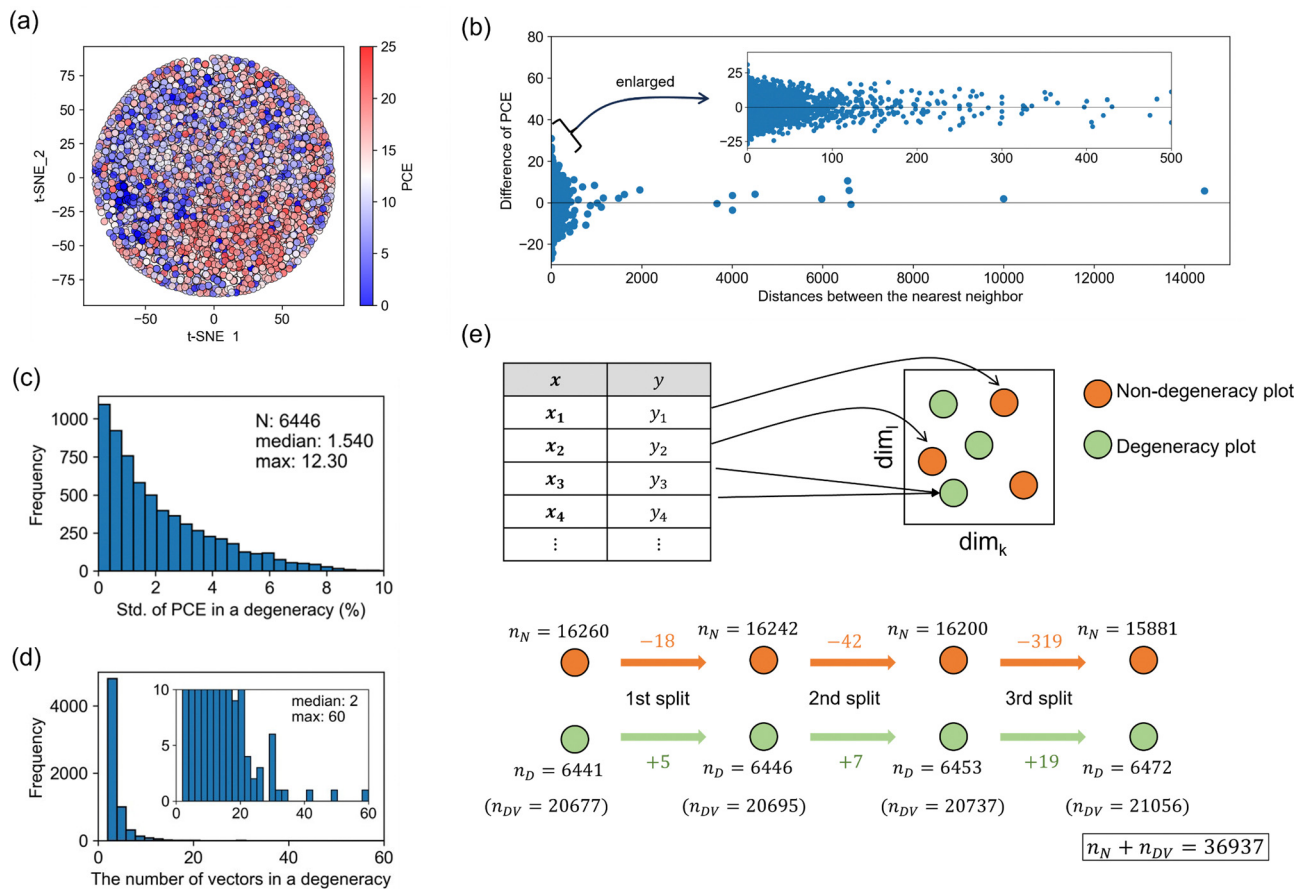 (a)
75
50
25
0
−25
−50
−75
−50
0
50
t-SNE_2
t-SNE_1
25
20
15
10
5
0
PCE
(b)
80
60
40
20
0
−20
Difference of PCE
0
2000
4000
6000
8000
10000
12000
14000
Distances between the nearest neighbor
enlarged
25
0
−25
0
100
200
300
400
500
(c)
1000
750
500
250
0
Frequency
N: 6446
median: 1.540
max: 12.30
0
2
4
6
8
10
Std. of PCE in a degeneracy (%)
(d)
4000
2000
0
Frequency
10
5
0
median: 2
max: 60
0
20
40
60
0
20
40
60
The number of vectors in a degeneracy
(e)
x y
x₁ y₁
x₂ y₂
x₃ y₃
x₄ y₄
⋮ ⋮
dimₗ
dimₖ
Non-degeneracy plot
Degeneracy plot
n_N = 16260
−18
n_N = 16242
−42
n_N = 16200
−319
n_N = 15881
1st split
2nd split
3rd split
n_D = 6441
+5
n_D = 6446
+7
n_D = 6453
+19
n_D = 6472
(n_DV = 20677)
(n_DV = 20695)
(n_DV = 20737)
(n_DV = 21056)
n_N + n_DV = 36937